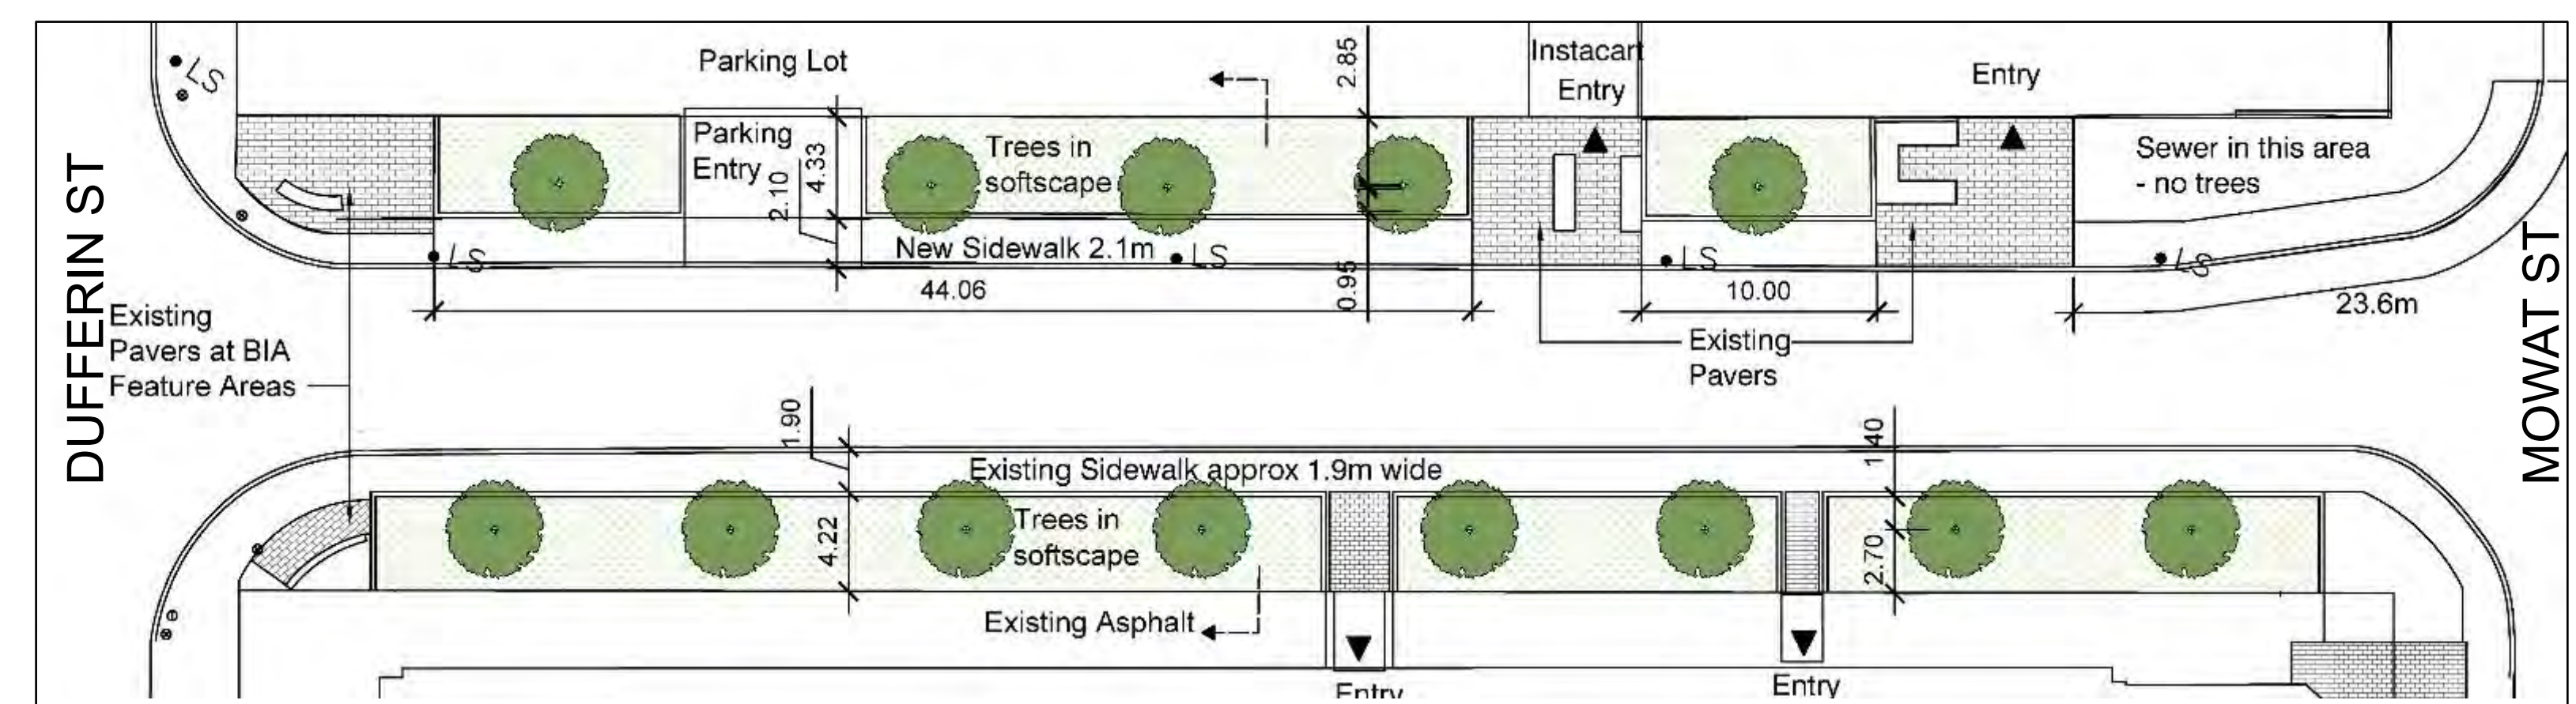 DUFFERIN ST
LS
Parking Lot
2.85
Instacart
Entry
Entry
Parking
Entry
2.10
4.33
Trees in
softscape
Sewer in this area
- no trees
MOWAT ST
LS
New Sidewalk 2.1m
LS
LS
LS
44.06
0.95
10.00
23.6m
Existing
Pavers at BIA
Feature Areas
Existing
Pavers
1.90
Existing Sidewalk approx 1.9m wide
1.40
4.22
Trees in
softscape
2.70
Existing Asphalt
Entry
Entry